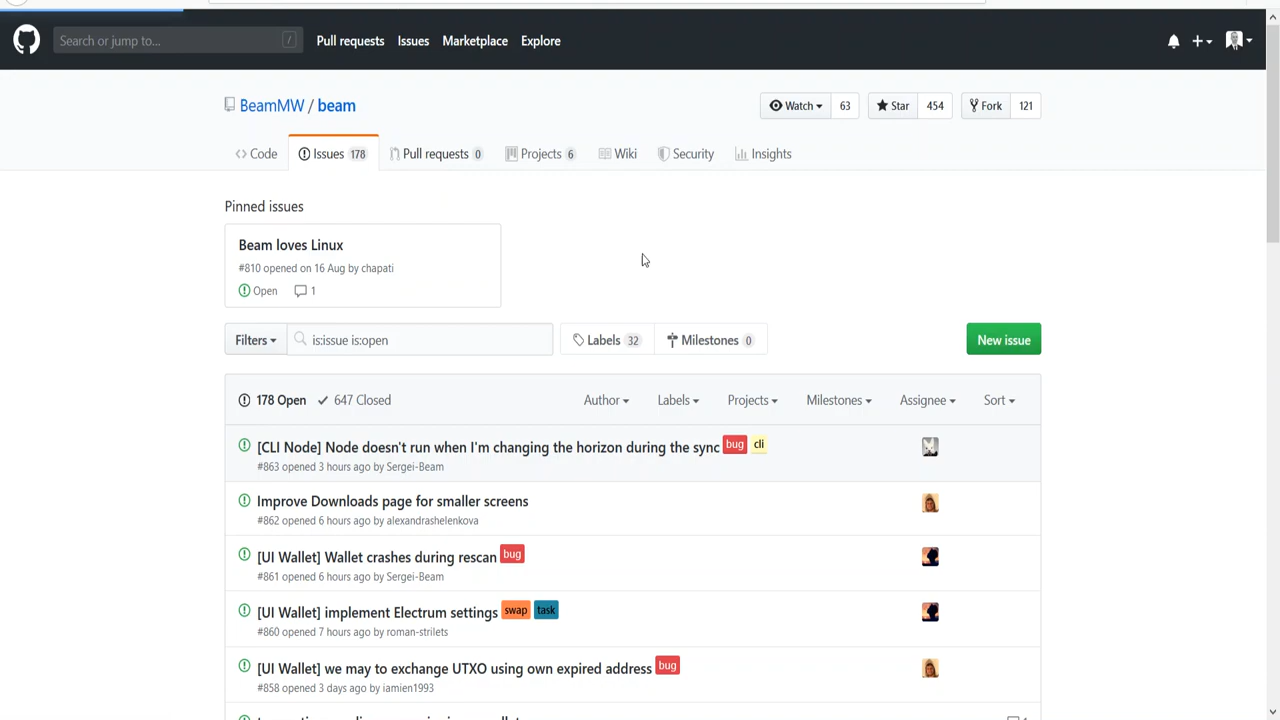 Search or jump to... / Pull requests Issues Marketplace Explore
BeamMW / beam Watch 63 Star 454 Fork 121
Code Issues 178 Pull requests 0 Projects 6 Wiki Security Insights
Pinned issues
Beam loves Linux
#810 opened on 16 Aug by chapati
Open 1
Filters is:issue is:open Labels 32 Milestones 0 New issue
178 Open 647 Closed Author Labels Projects Milestones Assignee Sort
[CLI Node] Node doesn't run when I'm changing the horizon during the sync bug cli
#863 opened 3 hours ago by Sergei-Beam
Improve Downloads page for smaller screens
#862 opened 6 hours ago by alexandrashelenkova
[UI Wallet] Wallet crashes during rescan bug
#861 opened 6 hours ago by Sergei-Beam
[UI Wallet] implement Electrum settings swap task
#860 opened 7 hours ago by roman-strilets
[UI Wallet] we may to exchange UTXO using own expired address bug
#858 opened 3 days ago by iamien1993